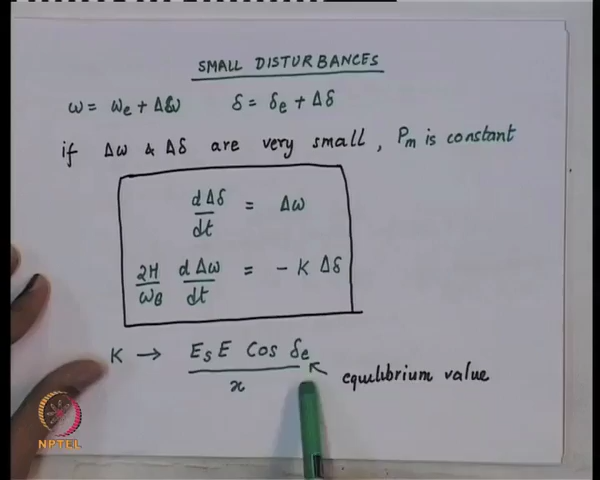 SMALL DISTURBANCES
ω = ωe + Δω δ = δe + Δδ
if Δω & Δδ are very small, Pm is constant
dΔδ/dt = Δω
2H/ωB dΔω/dt = - K Δδ
K → EsE Cos δe / x
equilibrium value
NPTEL